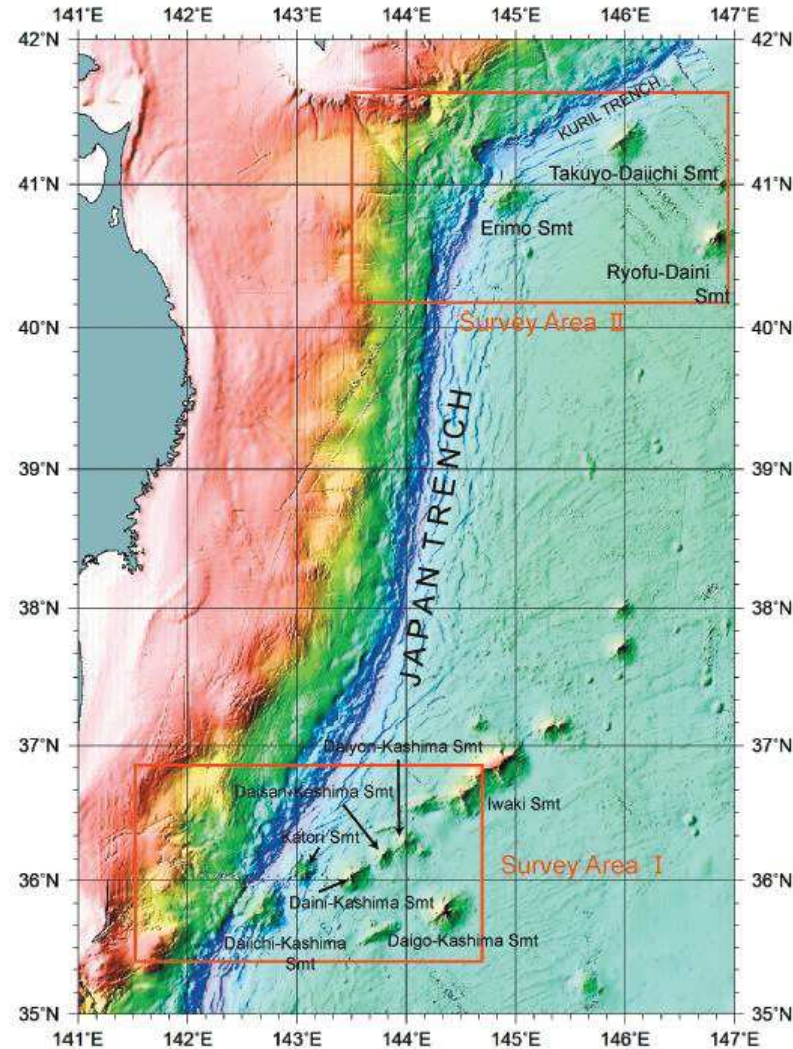 141°E 142°E 143°E 144°E 145°E 146°E 147°E
42°N 42°N
KURIL TRENCH
Takuyo-Daiichi Smt
41°N 41°N
Erimo Smt
Ryofu-Daini
Smt
Survey Area II
40°N 40°N
JAPAN TRENCH
39°N 39°N
38°N 38°N
37°N 37°N
Daiyon-Kashima Smt
Daisan-Kashima Smt
Iwaki Smt
Katori Smt
Survey Area I
36°N 36°N
Daini-Kashima Smt
Daiichi-Kashima
Smt
Daigo-Kashima Smt
35°N 35°N
141°E 142°E 143°E 144°E 145°E 146°E 147°E